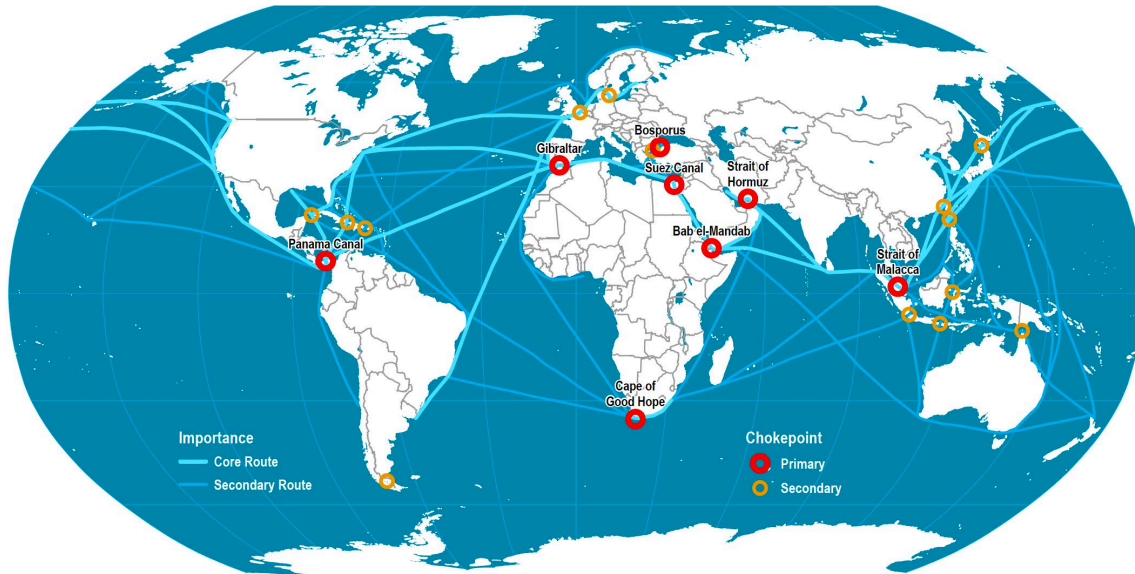 Bosporus
Gibraltar
Suez Canal
Strait of
Hormuz
Bab el-Mandab
Panama Canal
Strait of
Malacca
Cape of
Good Hope
Importance
Core Route
Secondary Route
Chokepoint
Primary
Secondary